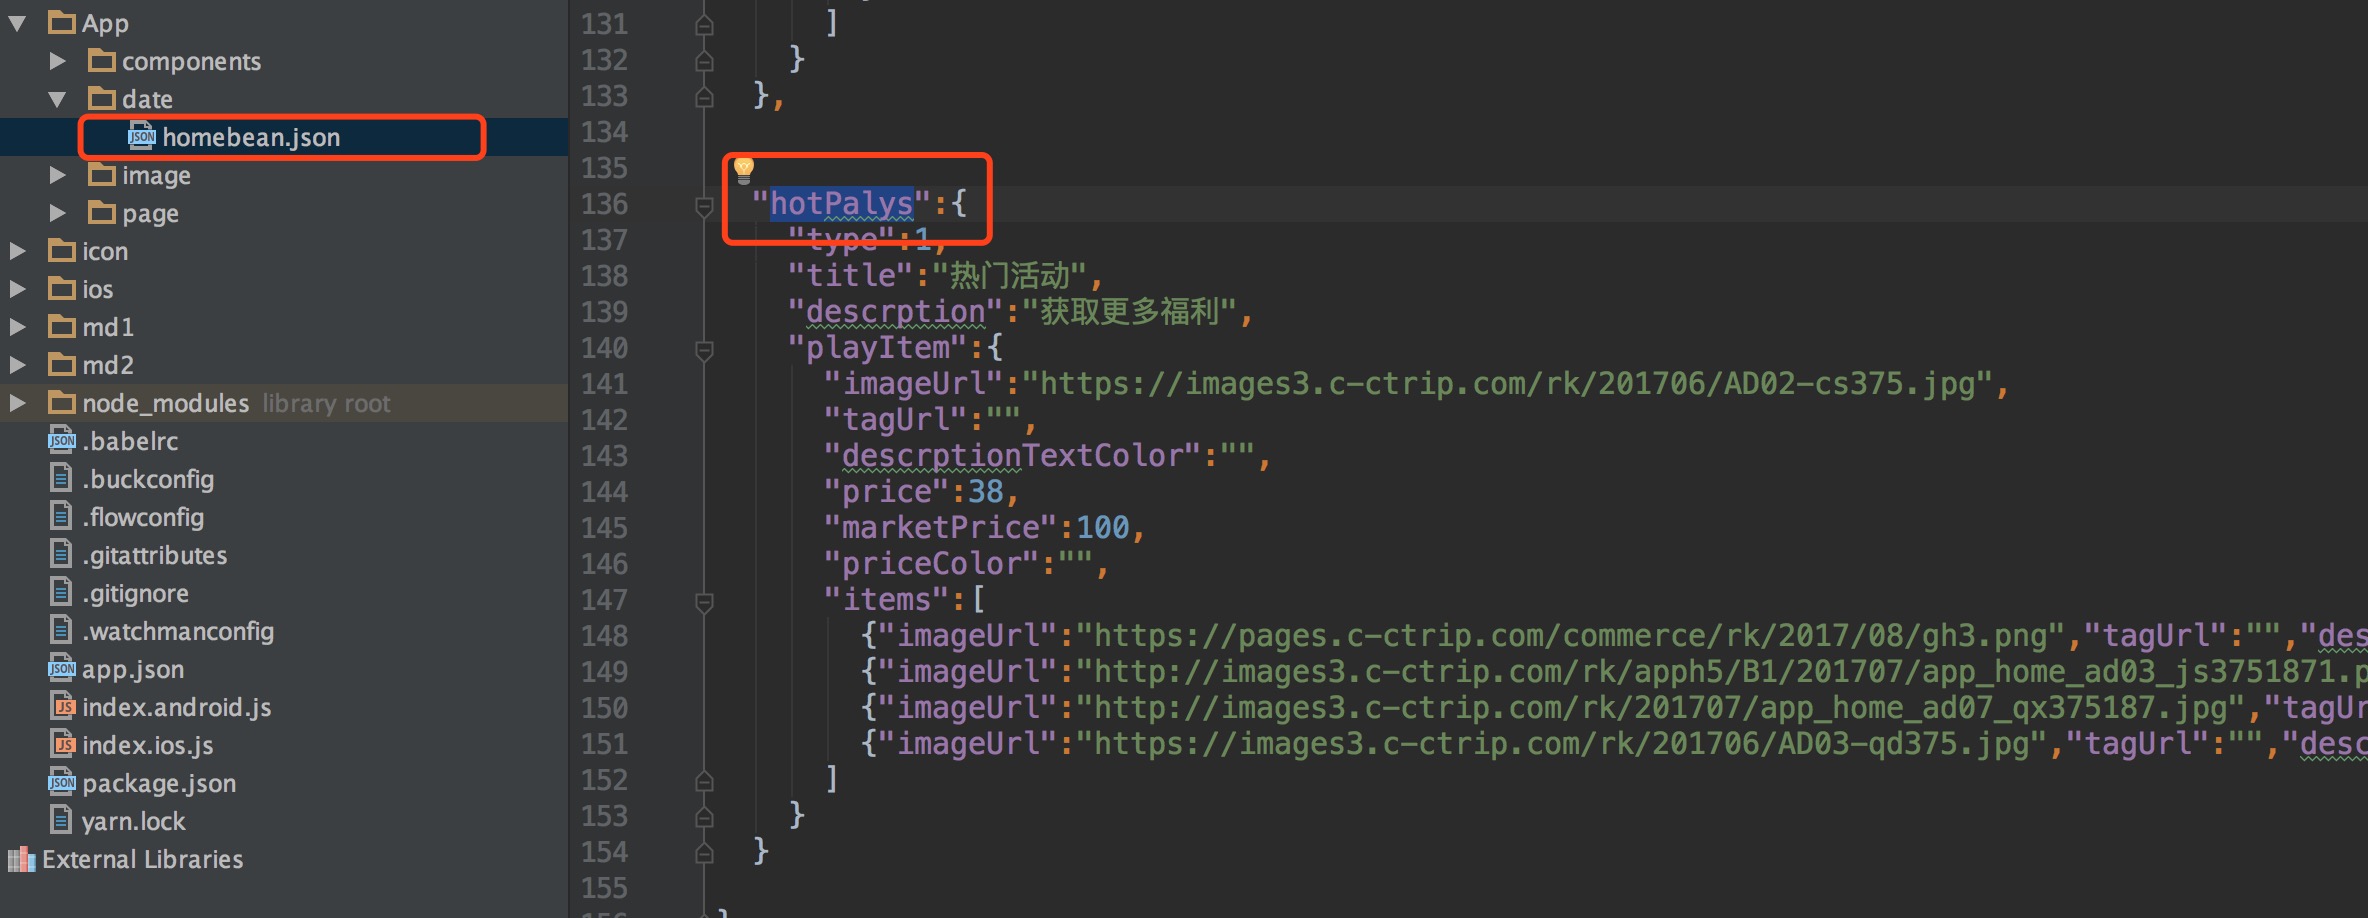 App
components
date
homebean.json
image
page
icon
ios
md1
md2
node_modules library root
.babelrc
.buckconfig
.flowconfig
.gitattributes
.gitignore
.watchmanconfig
app.json
index.android.js
index.ios.js
package.json
yarn.lock
External Libraries
131 ]
132 }
133 },
134
135
136 "hotPalys":{
137 "type":1,
138 "title":"热门活动",
139 "descrption":"获取更多福利",
140 "playItem":{
141 "imageUrl":"https://images3.c-ctrip.com/rk/201706/AD02-cs375.jpg",
142 "tagUrl":"",
143 "descrptionTextColor":"",
144 "price":38,
145 "marketPrice":100,
146 "priceColor":"",
147 "items":[
148 {"imageUrl":"https://pages.c-ctrip.com/commerce/rk/2017/08/gh3.png","tagUrl":"","des
149 {"imageUrl":"http://images3.c-ctrip.com/rk/apph5/B1/201707/app_home_ad03_js3751871.p
150 {"imageUrl":"http://images3.c-ctrip.com/rk/201707/app_home_ad07_qx375187.jpg","tagUr
151 {"imageUrl":"https://images3.c-ctrip.com/rk/201706/AD03-qd375.jpg","tagUrl":"","desc
152 ]
153 }
154 }
155